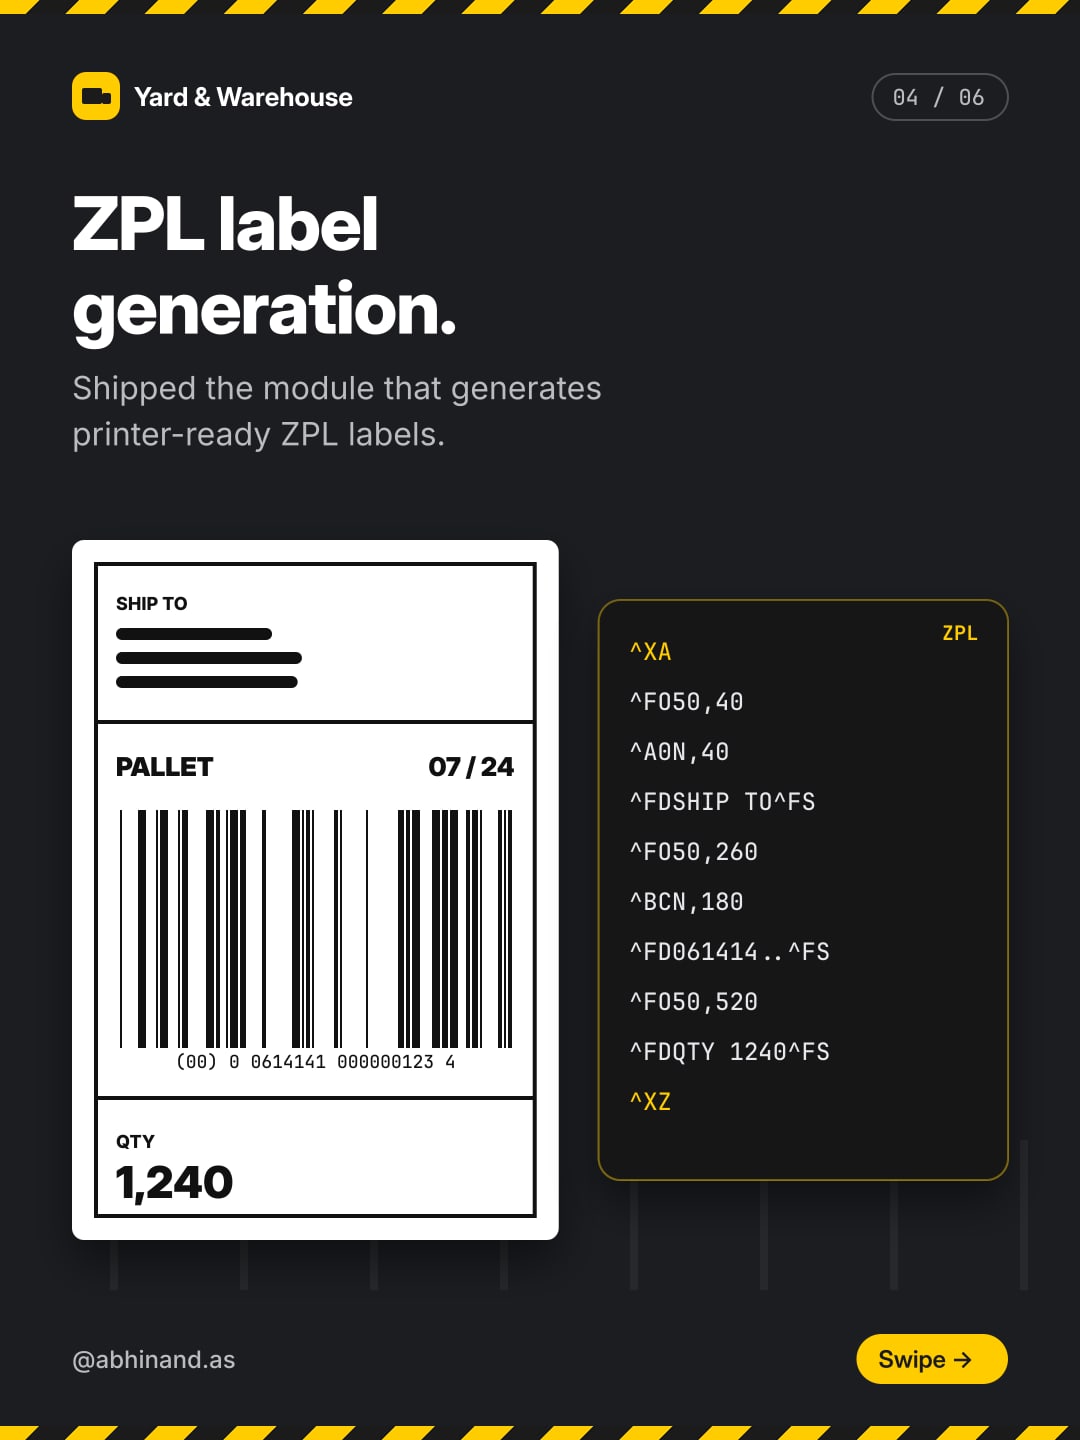 Yard & Warehouse
04 / 06
ZPL label
generation.
Shipped the module that generates
printer-ready ZPL labels.
SHIP TO
PALLET
07 / 24
(00) 0 0614141 000000123 4
QTY
1,240
ZPL
^XA
^FO50,40
^A0N,40
^FDSHIP TO^FS
^FO50,260
^BCN,180
^FD061414..^FS
^FO50,520
^FDQTY 1240^FS
^XZ
@abhinand.as
Swipe →